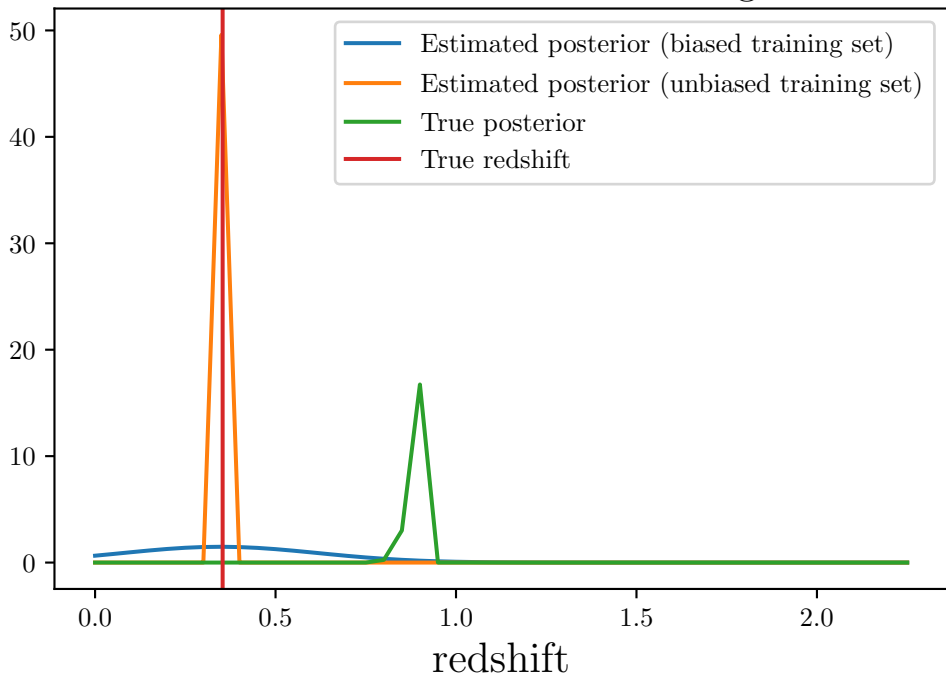 Estimated posterior (biased training set)
Estimated posterior (unbiased training set)
True posterior
True redshift
50
40
30
20
10
0
0.0 0.5 1.0 1.5 2.0
redshift